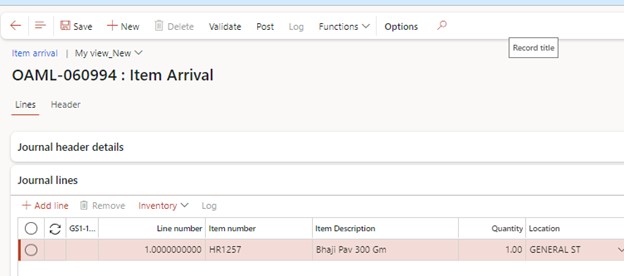 Save New Delete Validate Post Log Functions Options
Record title
Item arrival | My view_New
OAML-060994 : Item Arrival
Lines Header
Journal header details
Journal lines
Add line Remove Inventory Log
GS1-1... Line number Item number Item Description Quantity Location
1.0000000000 HR1257 Bhaji Pav 300 Gm 1.00 GENERAL ST